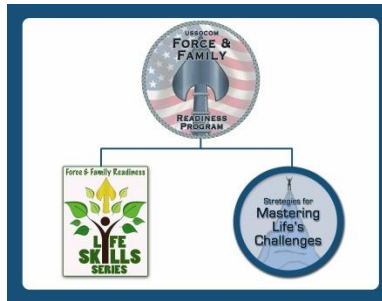 USSOCOM
FORCE &
FAMILY
READINESS
PROGRAM
Force & Family Readiness
LIFE
SKILLS
SERIES
Strategies for
Mastering
Life's
Challenges